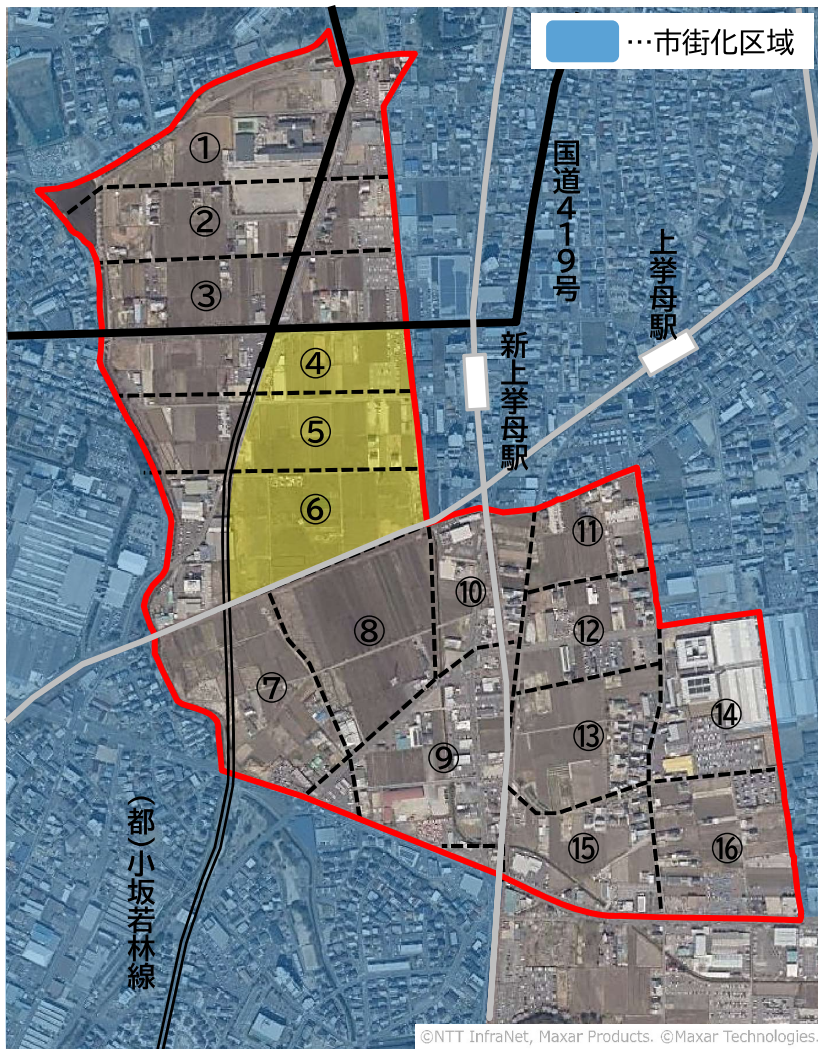 …市街化区域
①
国道419号
②
上挙母駅
③
新上挙母駅
④
⑤
⑥
⑪
⑩
⑫
⑧
⑦
⑭
⑬
⑨
(都)小坂若林線
⑮
⑯
©NTT InfraNet, Maxar Products. ©Maxar Technologies.